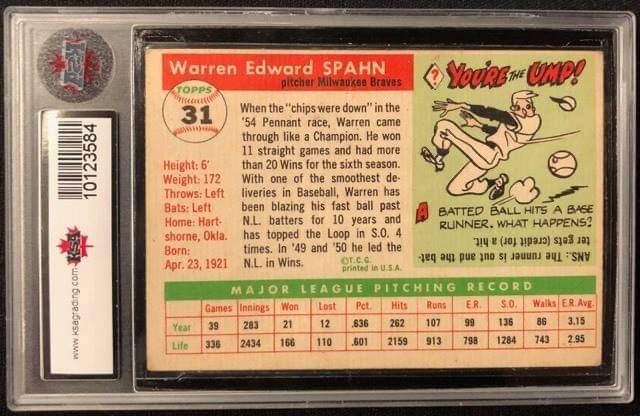 Warren Edward SPAHN
pitcher Milwaukee Braves
TOPPS
31
Height: 6'
Weight: 172
Throws: Left
Bats: Left
Home: Hart-
shorne, Okla.
Born:
Apr. 23, 1921
When the "chips were down" in the
'54 Pennant race, Warren came
through like a Champion. He won
11 straight games and had more
than 20 Wins for the sixth season.
With one of the smoothest de-
liveries in Baseball, Warren has
been blazing his fast ball past
N.L. batters for 10 years and
has topped the Loop in S.O. 4
times. In '49 and '50 he led the
N.L. in Wins.
©T.C.G.
printed in U.S.A.
? YOU'RE THE UMP!
A BATTED BALL HITS A BASE
RUNNER. WHAT HAPPENS?
ANS.: The runner is out and the bat-
ter gets (credit for) a hit.
MAJOR LEAGUE PITCHING RECORD
Games Innings Won Lost Pct. Hits Runs E.R. S.O. Walks E.R.Avg.
Year 39 283 21 12 .636 262 107 99 136 86 3.15
Life 336 2434 166 110 .601 2159 913 798 1284 743 2.95
KSA
www.ksagrading.com
10123584
KSA